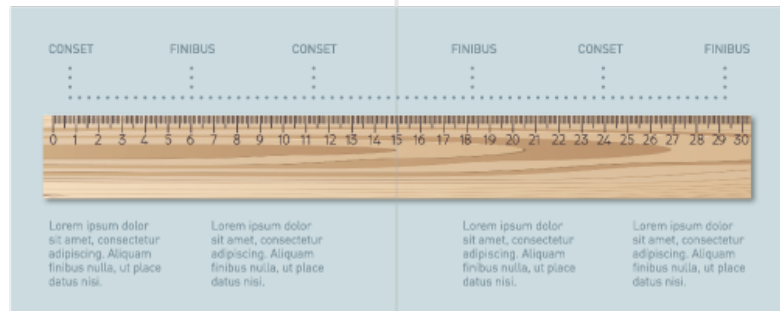 CONSET FINIBUS CONSET FINIBUS CONSET FINIBUS
0 1 2 3 4 5 6 7 8 9 10 11 12 13 14 15 16 17 18 19 20 21 22 23 24 25 26 27 28 29 30
Lorem ipsum dolor
sit amet, consectetur
adipiscing. Aliquam
finibus nulla, ut place
datus nisi.
Lorem ipsum dolor
sit amet, consectetur
adipiscing. Aliquam
finibus nulla, ut place
datus nisi.
Lorem ipsum dolor
sit amet, consectetur
adipiscing. Aliquam
finibus nulla, ut place
datus nisi.
Lorem ipsum dolor
sit amet, consectetur
adipiscing. Aliquam
finibus nulla, ut place
datus nisi.